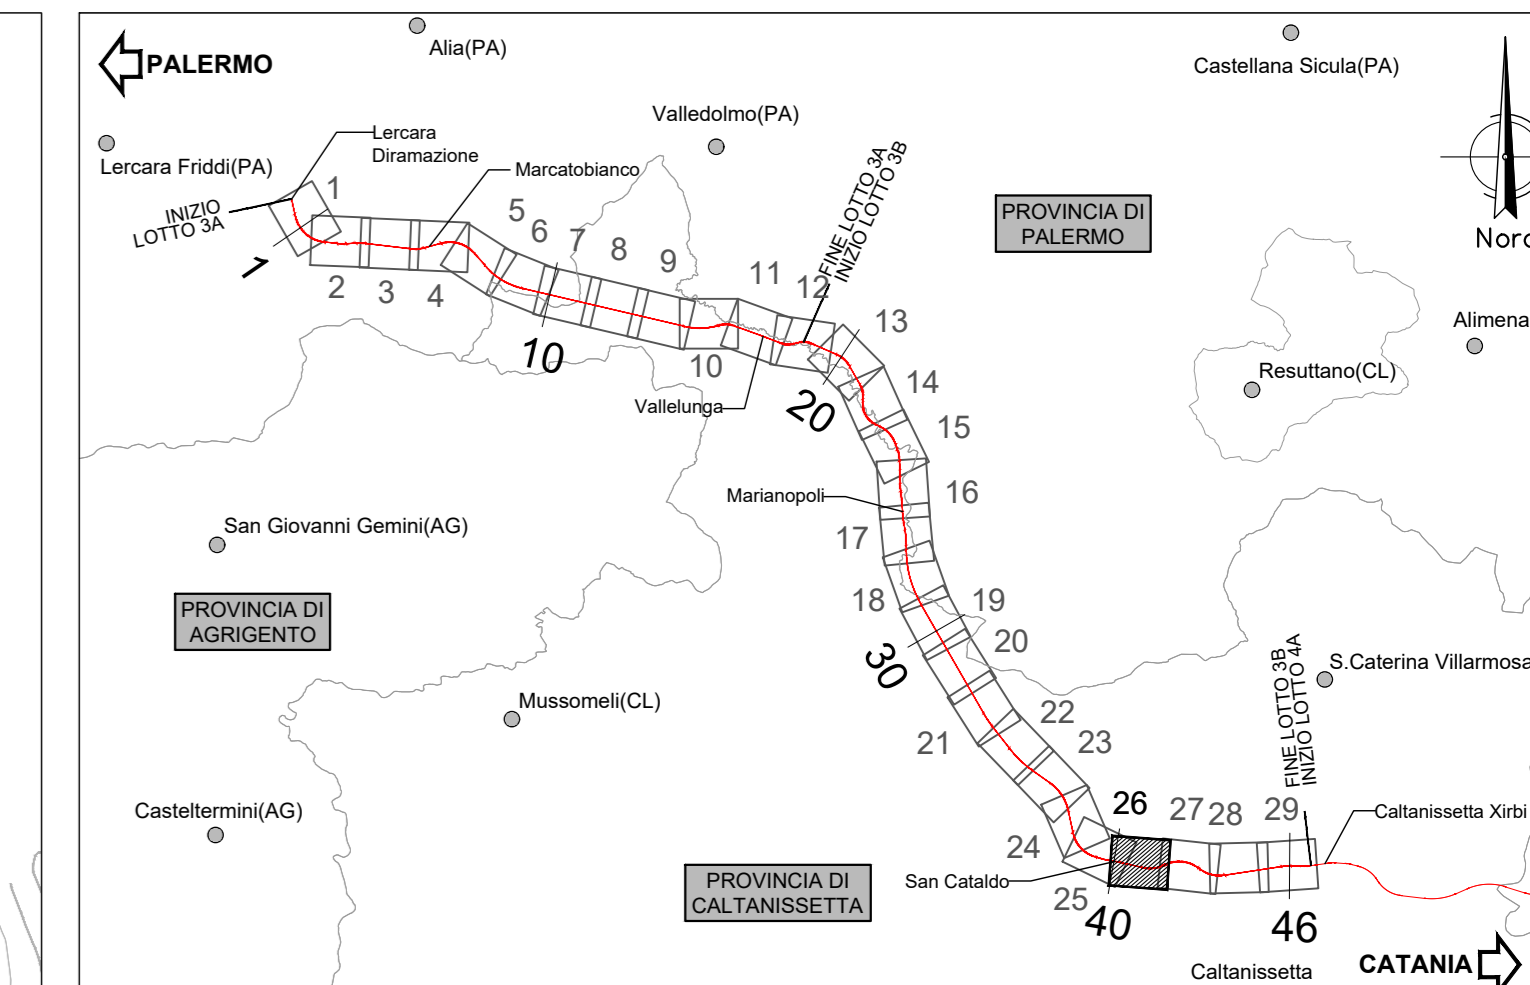 PALERMO
Alia(PA)
Castellana Sicula(PA)
Valledolmo(PA)
Lercara
Diramazione
Lercara Friddi(PA)
Marcatobianco
INIZIO
LOTTO 3A
FINE LOTTO 3A
INIZIO LOTTO 3B
PROVINCIA DI
PALERMO
Nord
1
1
2
3
4
5
6
7
8
9
10
10
11
12
13
Alimena
Resuttano(CL)
Vallelunga
20
14
15
Marianopoli
16
17
San Giovanni Gemini(AG)
PROVINCIA DI
AGRIGENTO
18
19
20
30
S.Caterina Villarmosa
FINE LOTTO 3B
INIZIO LOTTO 4A
Mussomeli(CL)
21
22
23
Casteltermini(AG)
26
27
28
29
Caltanissetta Xirbi
24
San Cataldo
25
PROVINCIA DI
CALTANISSETTA
40
46
Caltanissetta
CATANIA